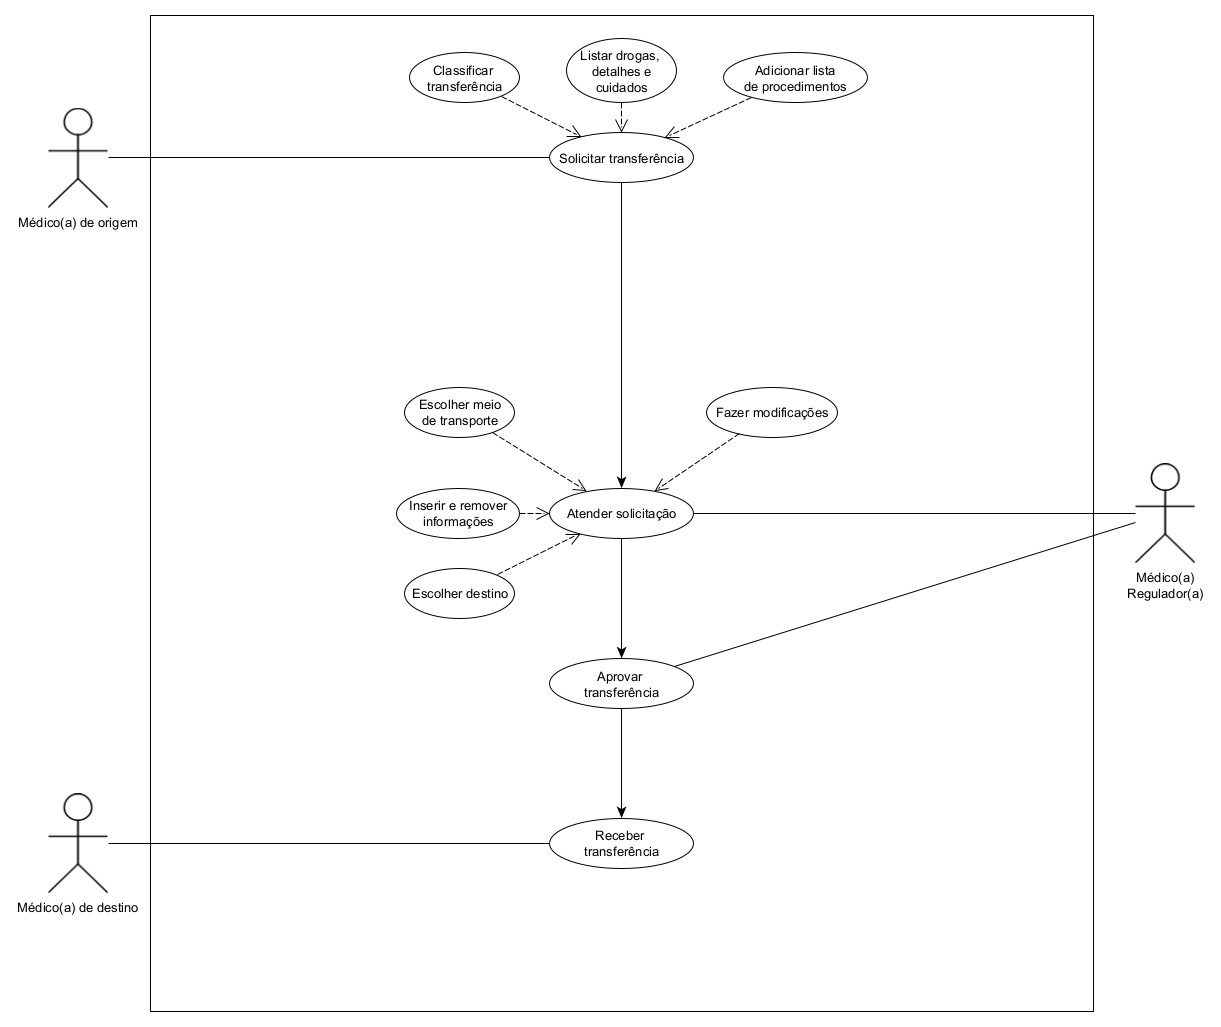 Classificar
transferência
Listar drogas,
detalhes e
cuidados
Adicionar lista
de procedimentos
Solicitar transferência
Médico(a) de origem
Escolher meio
de transporte
Fazer modificações
Inserir e remover
informações
Atender solicitação
Médico(a)
Regulador(a)
Escolher destino
Aprovar
transferência
Receber
transferência
Médico(a) de destino